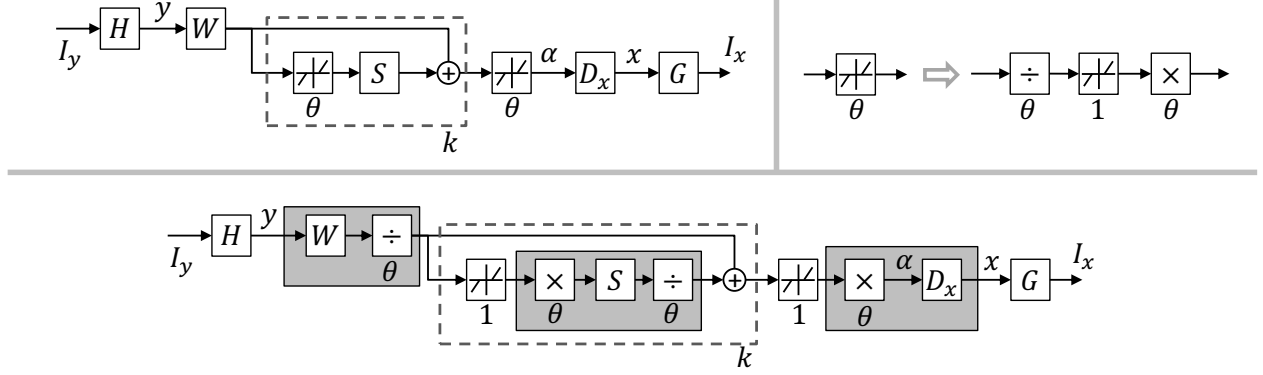 I_y H y W θ S + k θ α D_x x G I_x
θ ÷ θ 1 × θ
I_y H y W ÷ θ 1 × θ S ÷ θ + k 1 × θ α D_x x G I_x